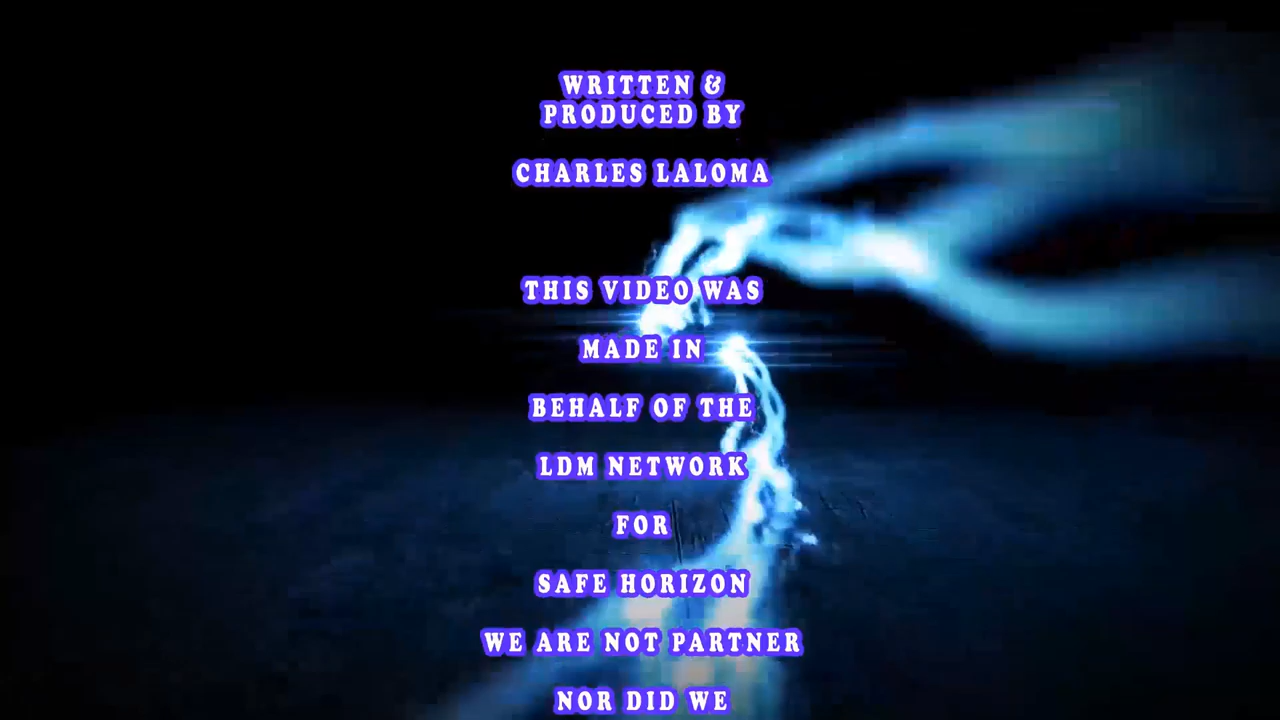 WRITTEN &
PRODUCED BY
CHARLES LALOMA
THIS VIDEO WAS
MADE IN
BEHALF OF THE
LDM NETWORK
FOR
SAFE HORIZON
WE ARE NOT PARTNER
NOR DID WE